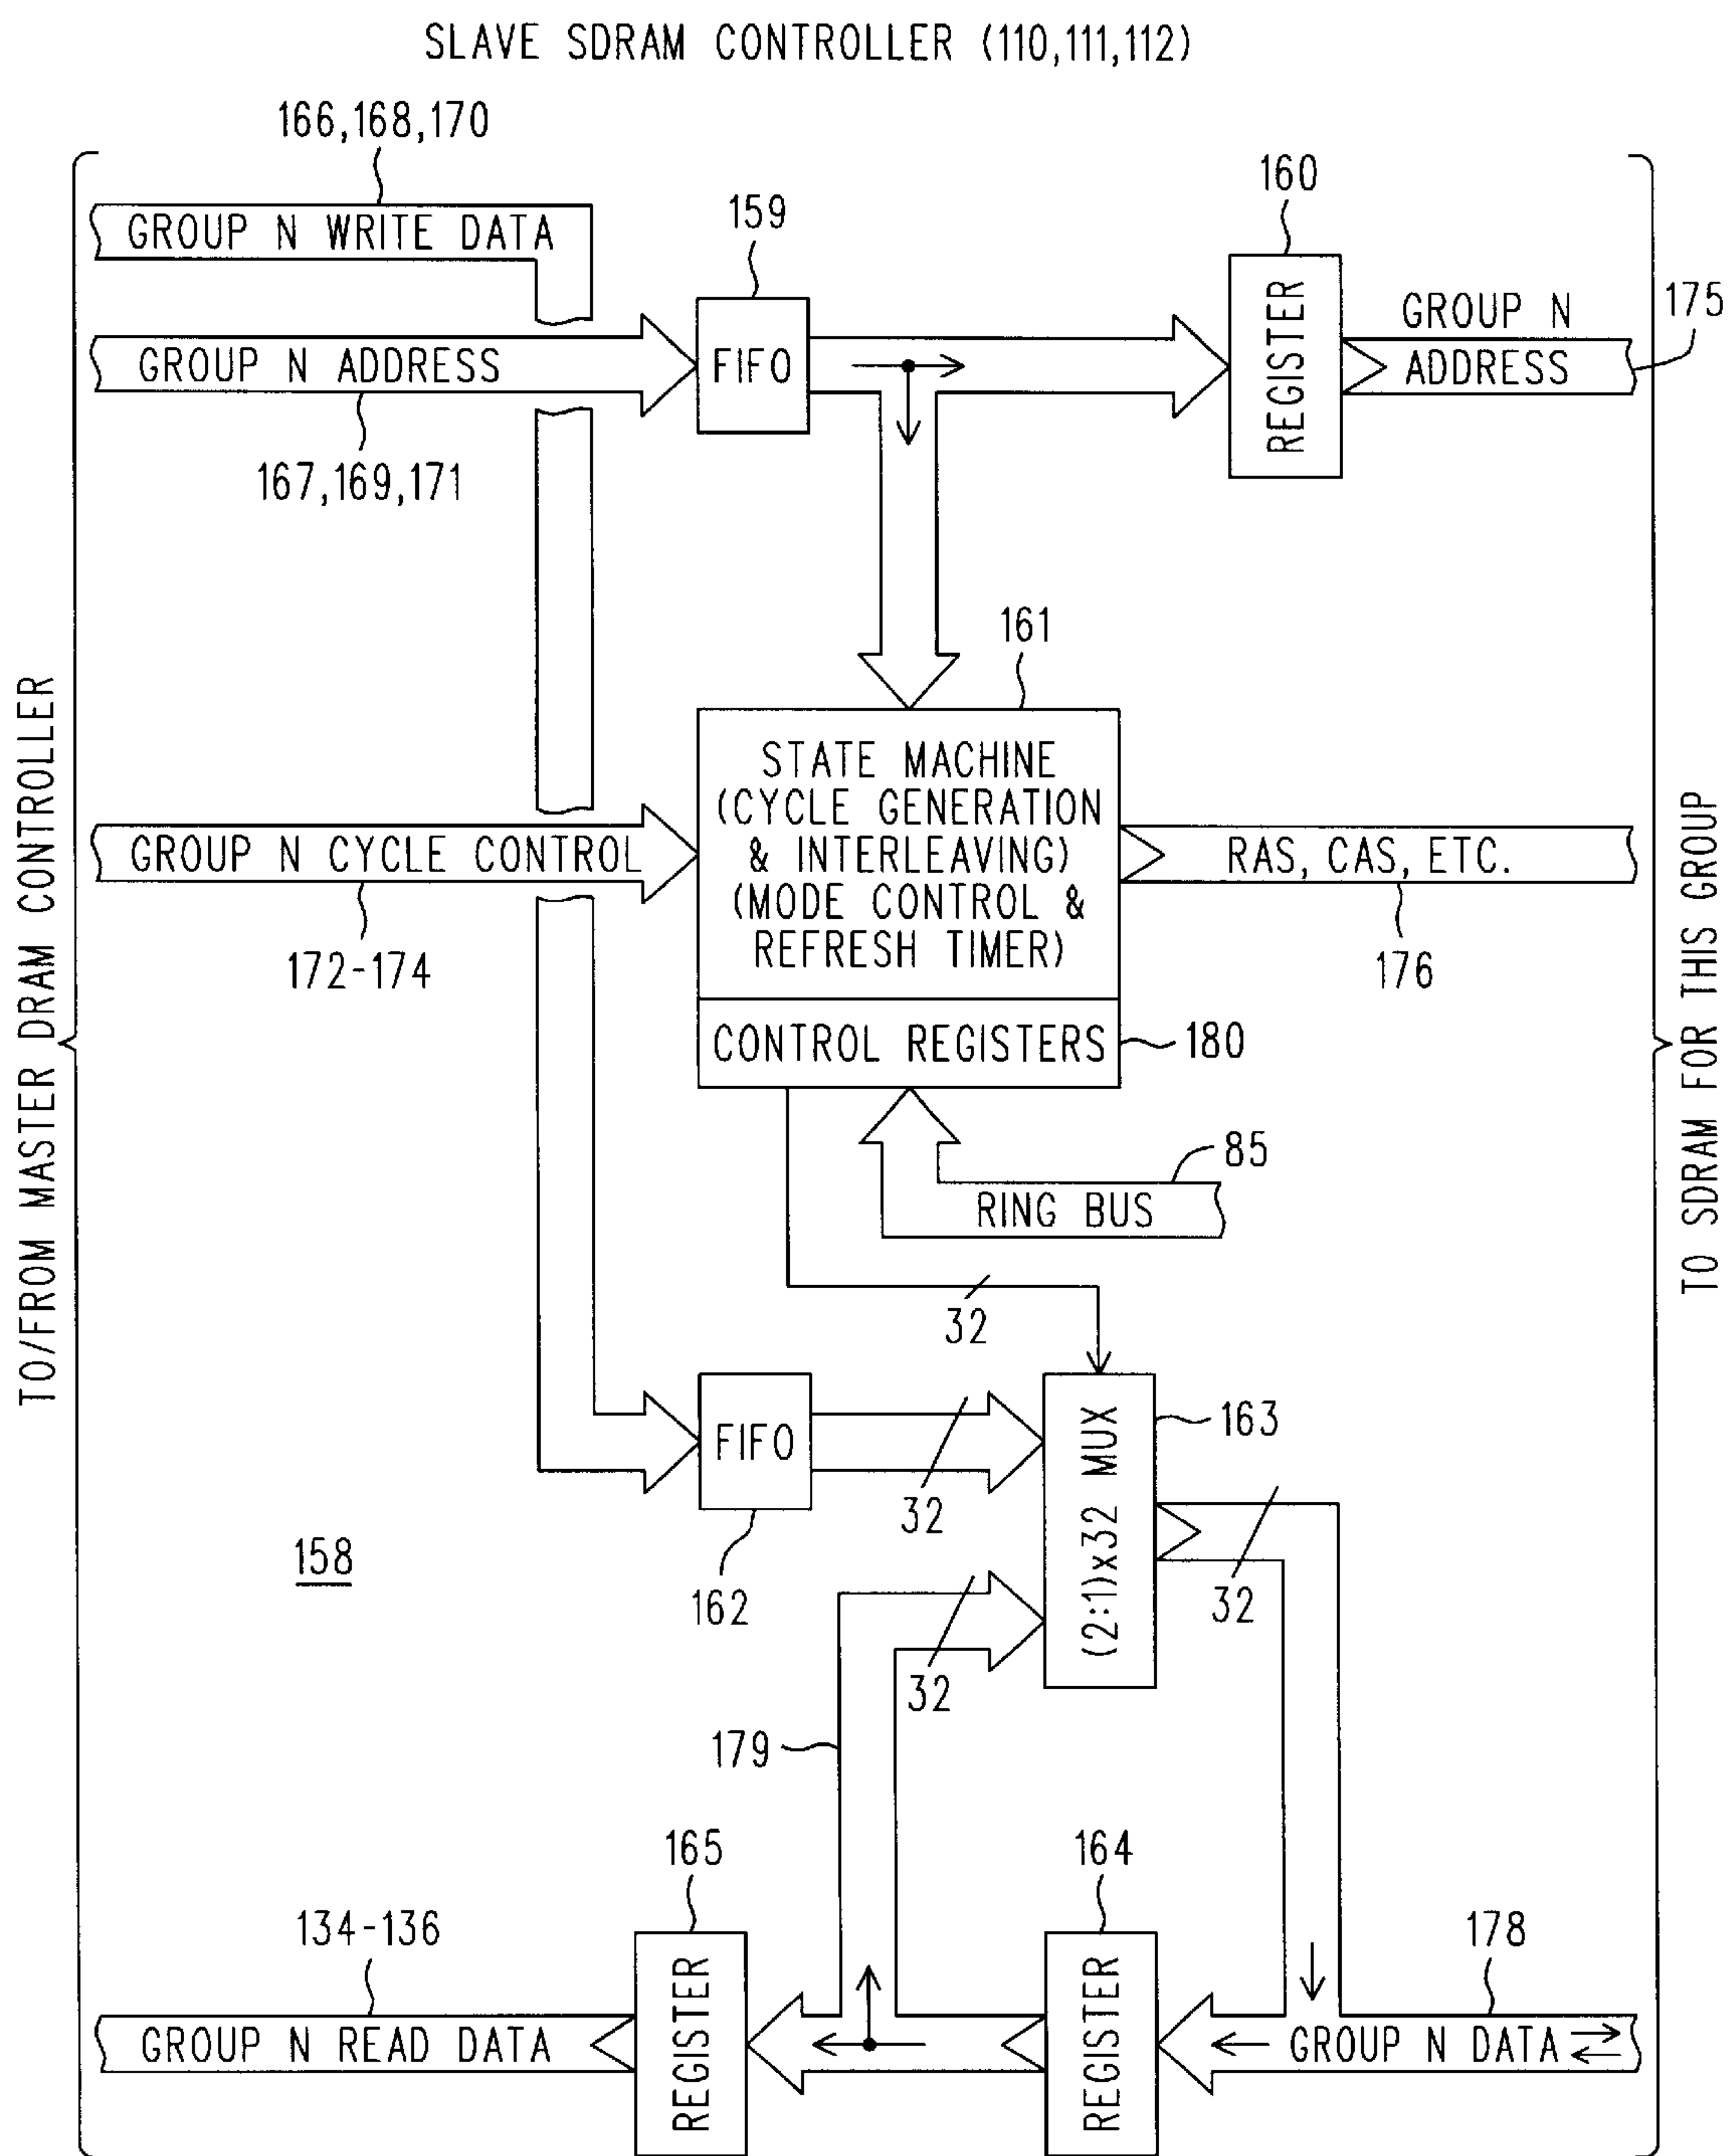 SLAVE SDRAM CONTROLLER (110,111,112)
166,168,170
GROUP N WRITE DATA
159
160
FIFO
REGISTER
GROUP N
ADDRESS
175
GROUP N ADDRESS
167,169,171
161
STATE MACHINE
(CYCLE GENERATION
& INTERLEAVING)
(MODE CONTROL &
REFRESH TIMER)
GROUP N CYCLE CONTROL
172-174
RAS, CAS, ETC.
176
CONTROL REGISTERS
180
85
RING BUS
TO/FROM MASTER DRAM CONTROLLER
TO SDRAM FOR THIS GROUP
32
FIFO
162
32
(2:1)x32 MUX
163
32
32
158
179
165
164
178
134-136
GROUP N READ DATA
REGISTER
REGISTER
GROUP N DATA